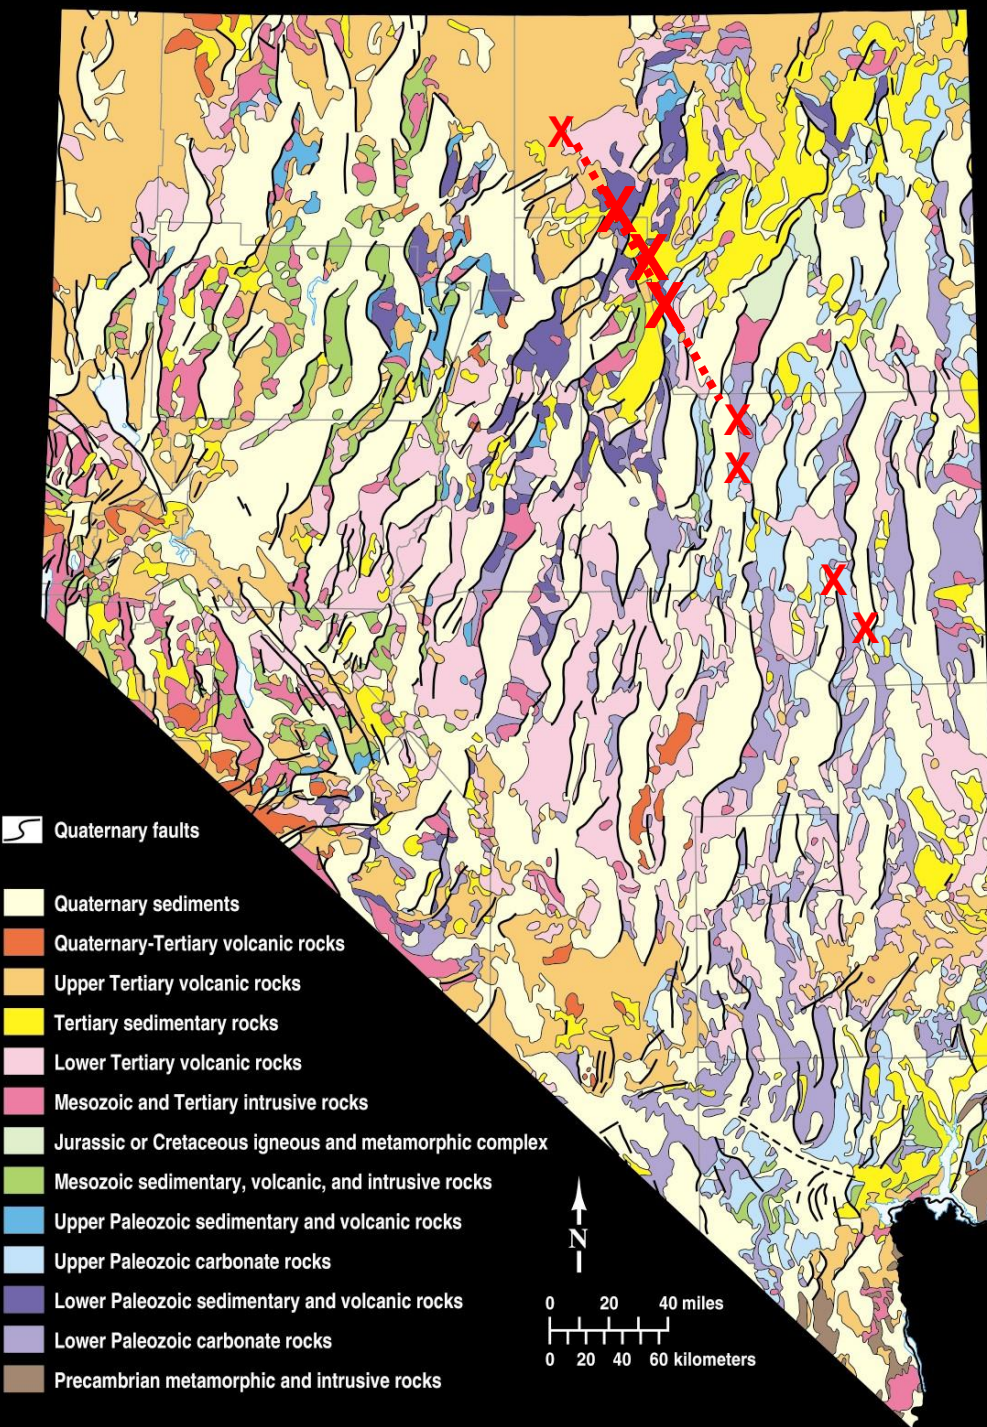 X
X
X
X
X
X
X
X
Quaternary faults
Quaternary sediments
Quaternary-Tertiary volcanic rocks
Upper Tertiary volcanic rocks
Tertiary sedimentary rocks
Lower Tertiary volcanic rocks
Mesozoic and Tertiary intrusive rocks
Jurassic or Cretaceous igneous and metamorphic complex
Mesozoic sedimentary, volcanic, and intrusive rocks
Upper Paleozoic sedimentary and volcanic rocks
Upper Paleozoic carbonate rocks
Lower Paleozoic sedimentary and volcanic rocks
Lower Paleozoic carbonate rocks
Precambrian metamorphic and intrusive rocks
N
0 20 40 miles
0 20 40 60 kilometers